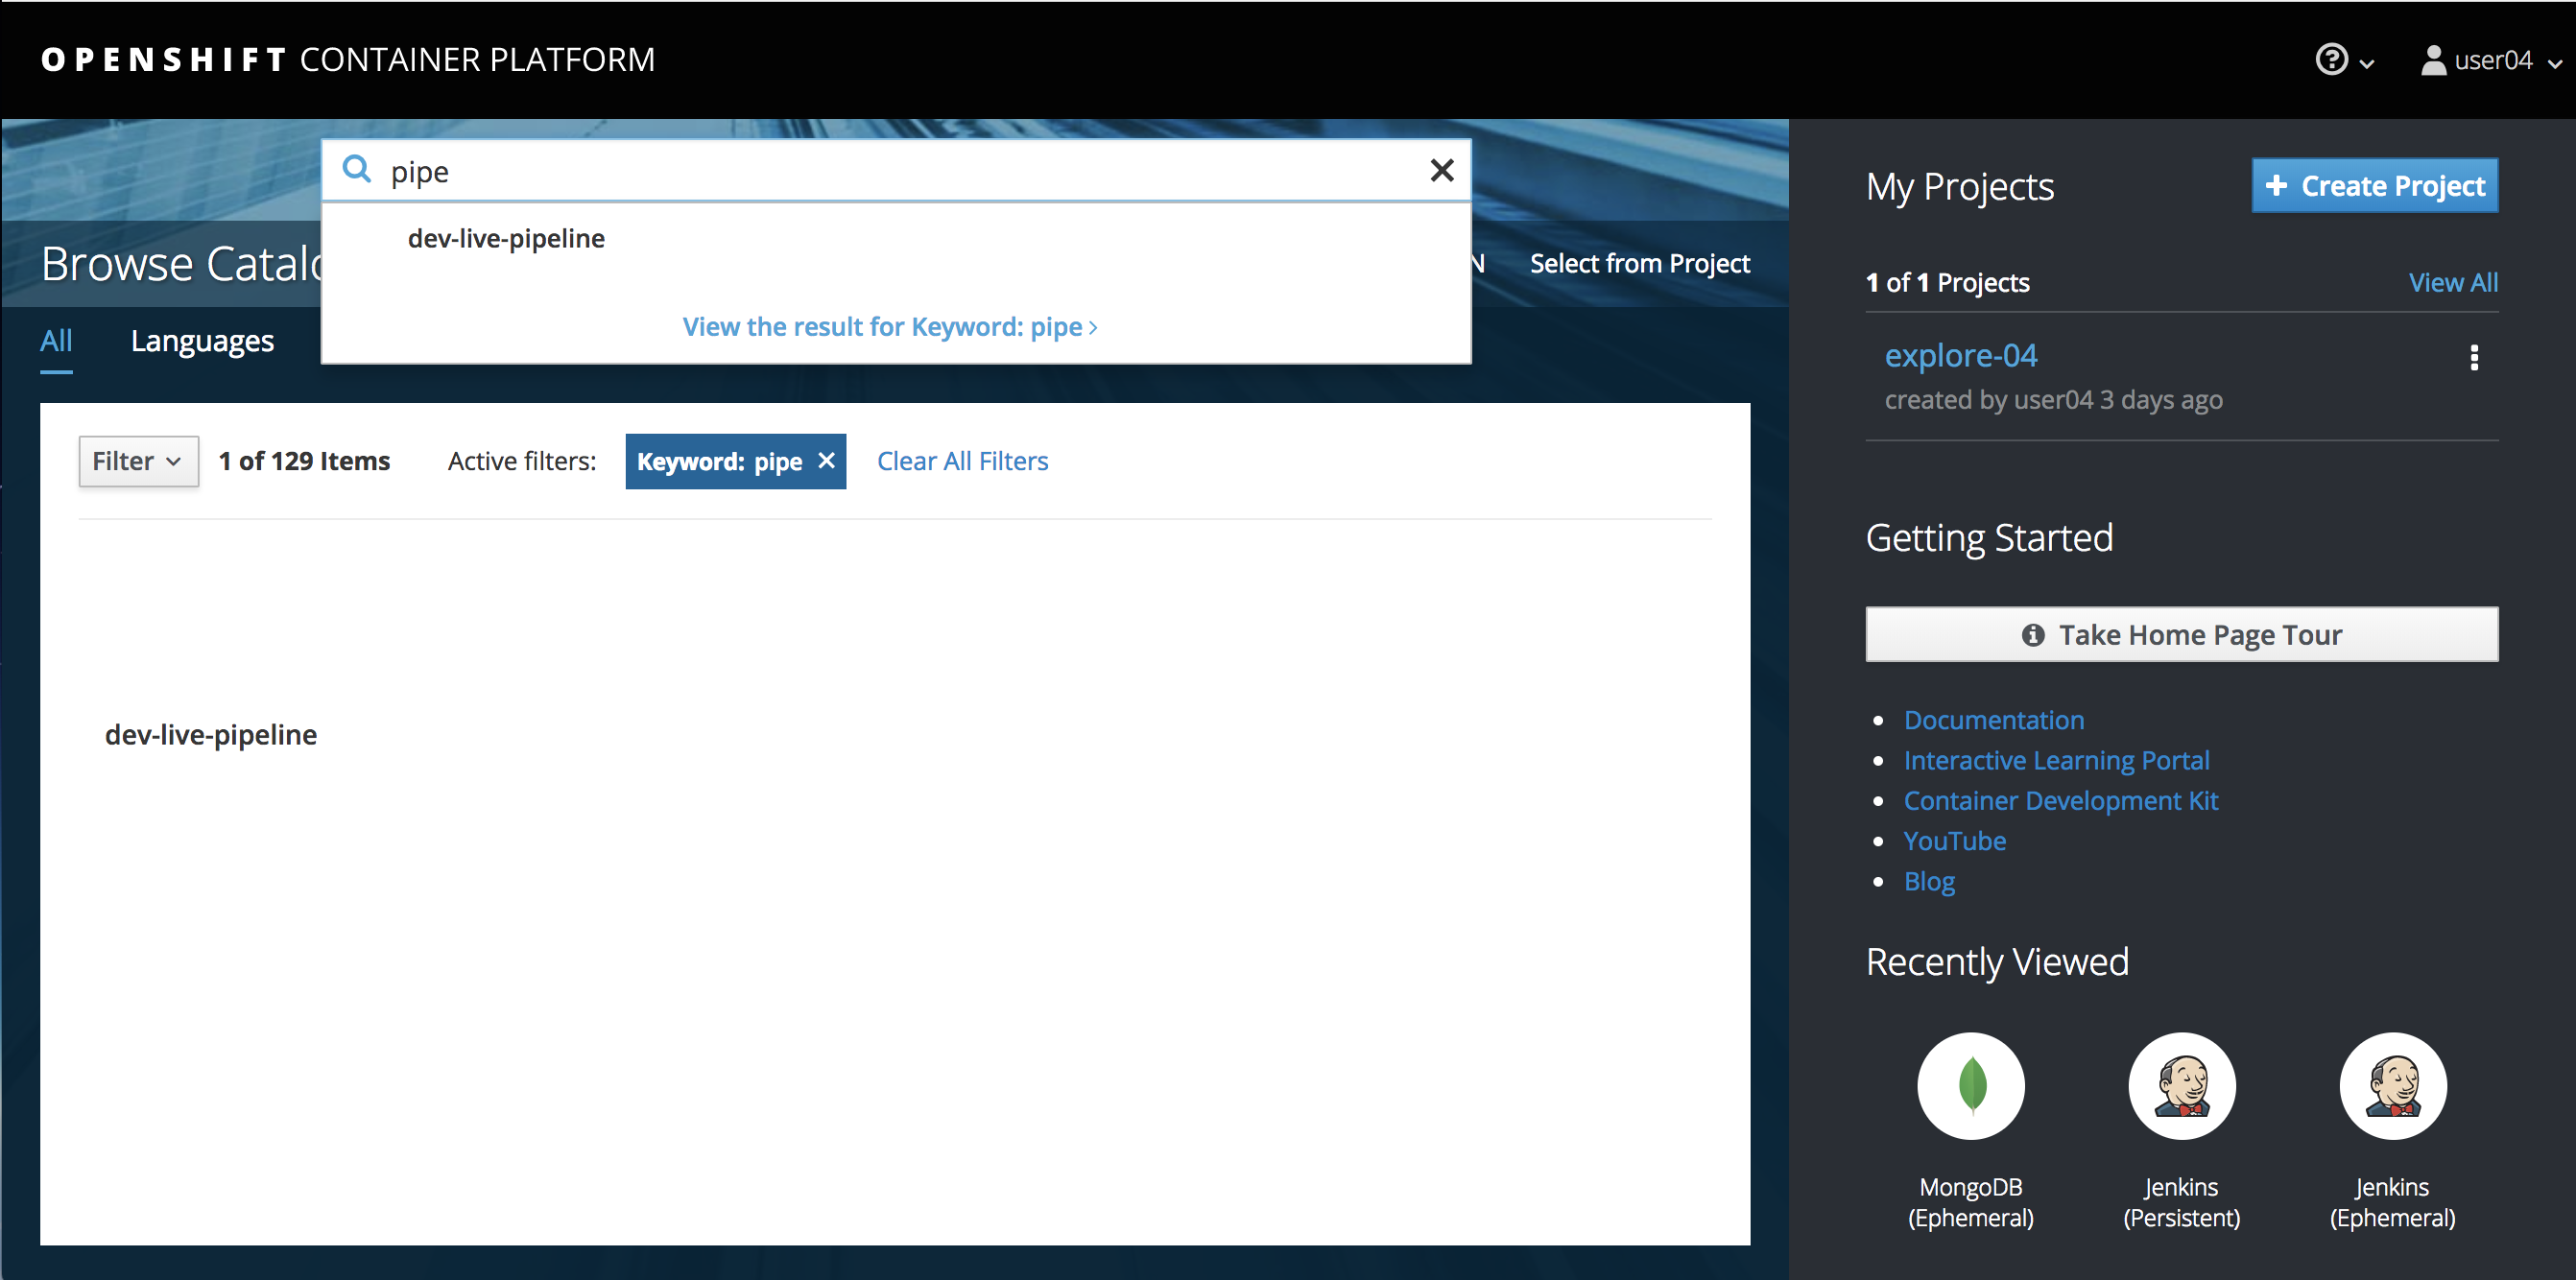 OPENSHIFT CONTAINER PLATFORM
user04
pipe
dev-live-pipeline
View the result for Keyword: pipe
Browse Catalo
N
Select from Project
All
Languages
Filter
1 of 129 Items
Active filters:
Keyword: pipe
Clear All Filters
dev-live-pipeline
My Projects
Create Project
1 of 1 Projects
View All
explore-04
created by user04 3 days ago
Getting Started
Take Home Page Tour
Documentation
Interactive Learning Portal
Container Development Kit
YouTube
Blog
Recently Viewed
MongoDB
(Ephemeral)
Jenkins
(Persistent)
Jenkins
(Ephemeral)